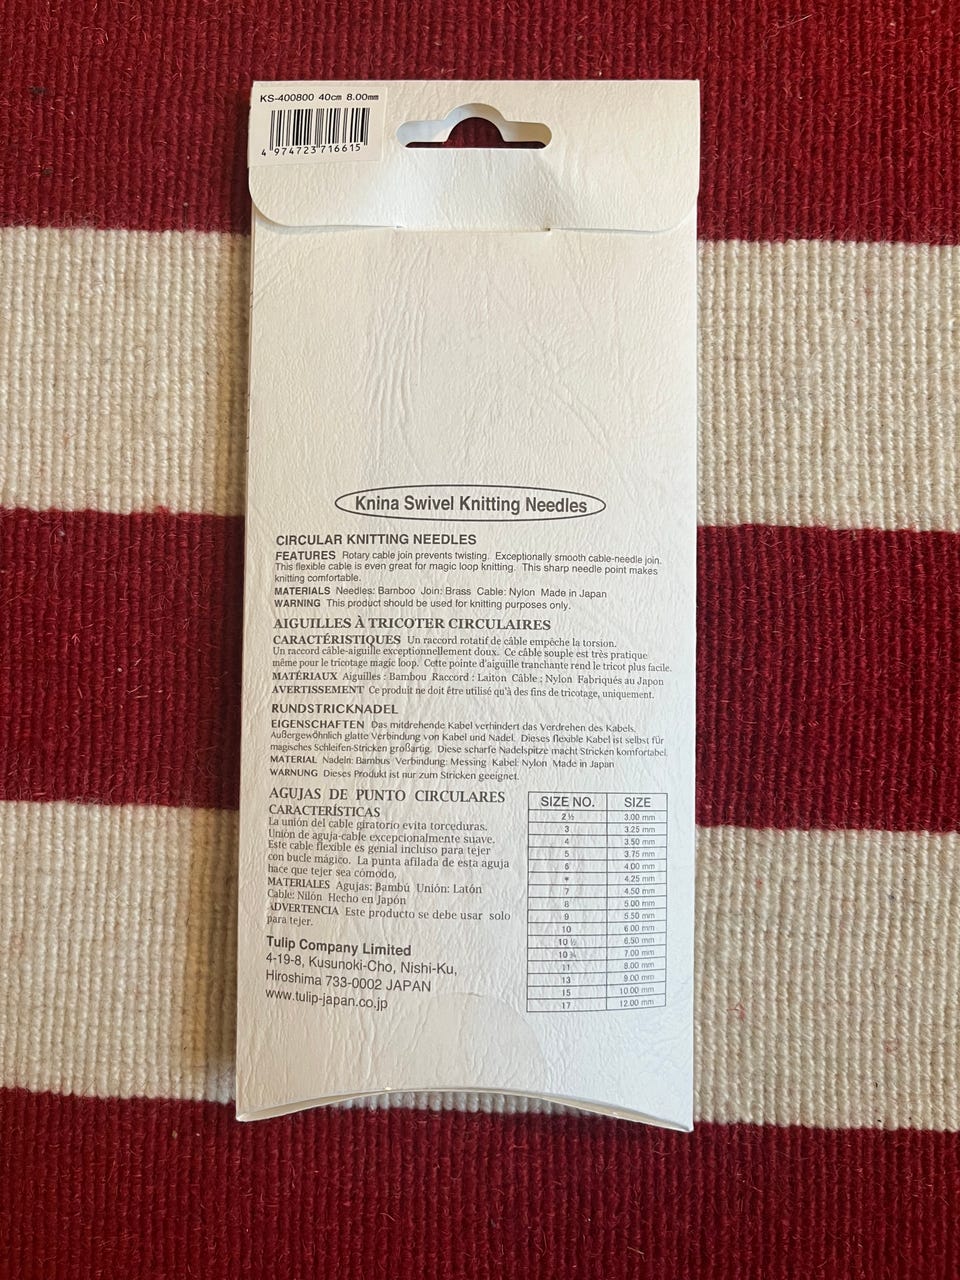 KS-400800 40cm 8.00mm
4 974723 716615
Knina Swivel Knitting Needles
CIRCULAR KNITTING NEEDLES
FEATURES Rotary cable join prevents twisting. Exceptionally smooth cable-needle join.
This flexible cable is even great for magic loop knitting. This sharp needle point makes
knitting comfortable.
MATERIALS Needles: Bamboo Join: Brass Cable: Nylon Made in Japan
WARNING This product should be used for knitting purposes only.
AIGUILLES À TRICOTER CIRCULAIRES
CARACTÉRISTIQUES Un raccord rotatif de câble empêche la torsion.
Un raccord câble-aiguille exceptionnellement doux. Ce câble souple est très pratique
même pour le tricotage magic loop. Cette pointe d'aiguille tranchante rend le tricot plus facile.
MATÉRIAUX Aiguilles : Bambou Raccord : Laiton Câble : Nylon Fabriqués au Japon
AVERTISSEMENT Ce produit ne doit être utilisé qu'à des fins de tricotage, uniquement.
RUNDSTRICKNADEL
EIGENSCHAFTEN Das mitdrehende Kabel verhindert das Verdrehen des Kabels.
Außergewöhnlich glatte Verbindung von Kabel und Nadel. Dieses flexible Kabel ist selbst für
magisches Schleifen-Stricken großartig. Diese scharfe Nadelspitze macht Stricken komfortabel.
MATERIAL Nadeln: Bambus Verbindung: Messing Kabel: Nylon Made in Japan
WARNUNG Dieses Produkt ist nur zum Stricken geeignet.
AGUJAS DE PUNTO CIRCULARES
CARACTERÍSTICAS
La unión del cable giratorio evita torceduras.
Unión de aguja-cable excepcionalmente suave.
Este cable flexible es genial incluso para tejer
con bucle mágico. La punta afilada de esta aguja
hace que tejer sea cómodo.
MATERIALES Agujas: Bambú Unión: Latón
Cable: Nilón Hecho en Japón
ADVERTENCIA Este producto se debe usar solo
para tejer.
Tulip Company Limited
4-19-8, Kusunoki-Cho, Nishi-Ku,
Hiroshima 733-0002 JAPAN
www.tulip-japan.co.jp
SIZE NO. SIZE
2 ½ 3.00 mm
3 3.25 mm
4 3.50 mm
5 3.75 mm
6 4.00 mm
* 4.25 mm
7 4.50 mm
8 5.00 mm
9 5.50 mm
10 6.00 mm
10 ½ 6.50 mm
10 ¾ 7.00 mm
11 8.00 mm
13 9.00 mm
15 10.00 mm
17 12.00 mm